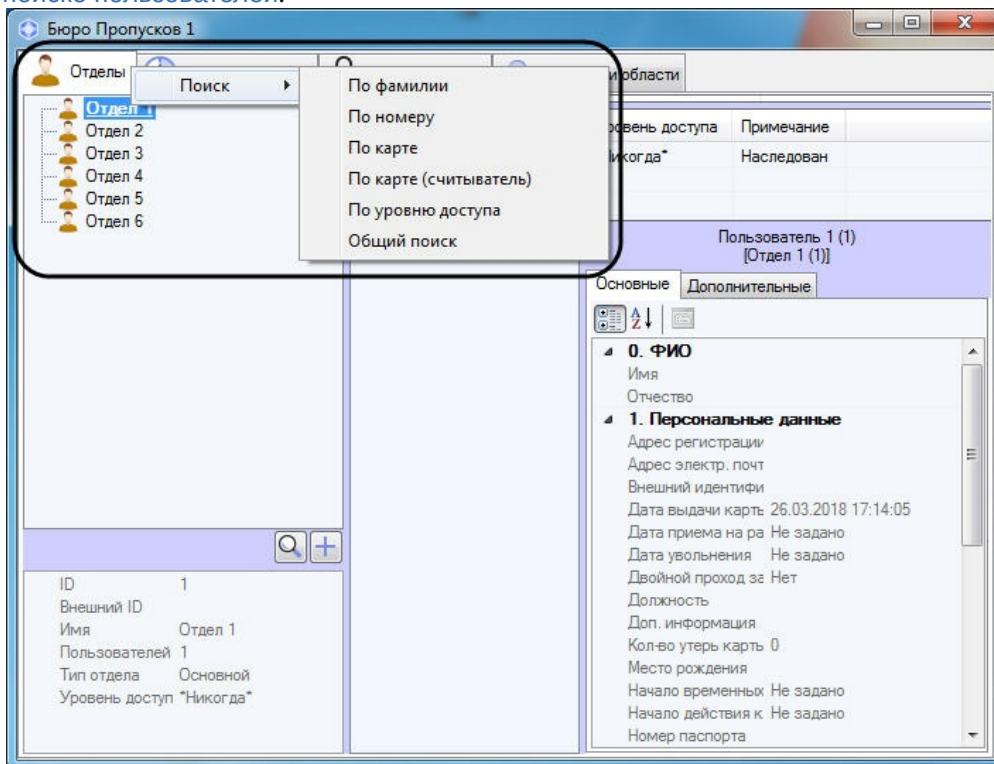 поиске пользователей.
Бюро Пропусков 1
Отделы
области
Поиск
По фамилии
По номеру
По карте
По карте (считыватель)
По уровню доступа
Общий поиск
Отдел 1
Отдел 2
Отдел 3
Отдел 4
Отдел 5
Отдел 6
доступа Примечание
Наследован
Пользователь 1 (1)
[Отдел 1 (1)]
Основные Дополнительные
0. ФИО
Имя
Отчество
1. Персональные данные
Адрес регистрации
Адрес электр. почт
Внешний идентифи
Дата выдачи карть 26.03.2018 17:14:05
Дата приема на ра Не задано
Дата увольнения Не задано
Двойной проход за Нет
Должность
Доп. информация
Кол-во утерь карть 0
Место рождения
Начало временных Не задано
Начало действия к Не задано
Номер паспорта
ID 1
Внешний ID
Имя Отдел 1
Пользователей 1
Тип отдела Основной
Уровень доступ *Никогда*